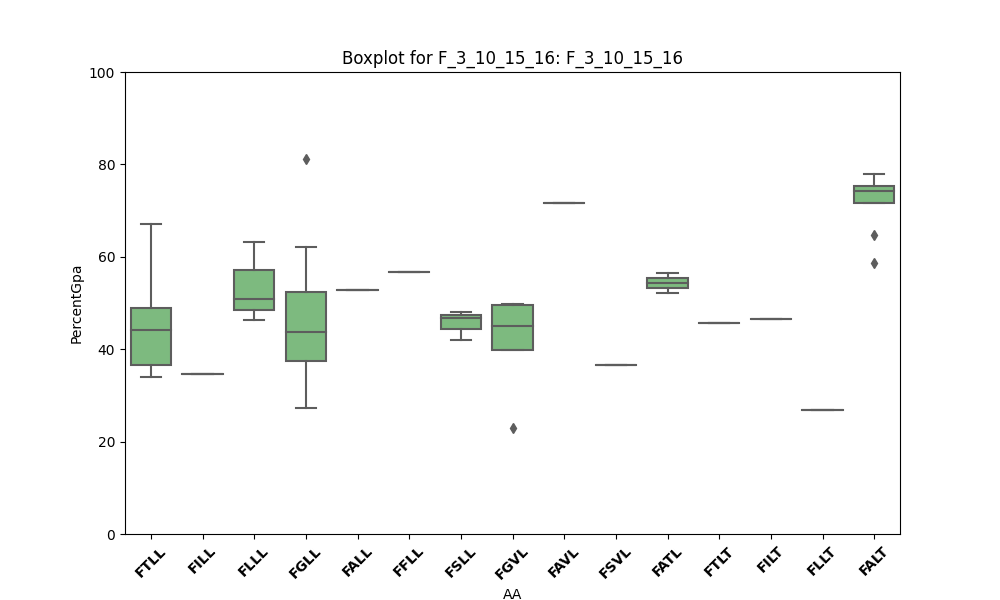 Boxplot for F_3_10_15_16: F_3_10_15_16
100
80
60
40
20
0
PercentGpa
FTLL FILL FLLL FGLL FALL FFLL FSLL FGVL FAVL FSVL FATL FTLT FILT FLLT FALT
AA